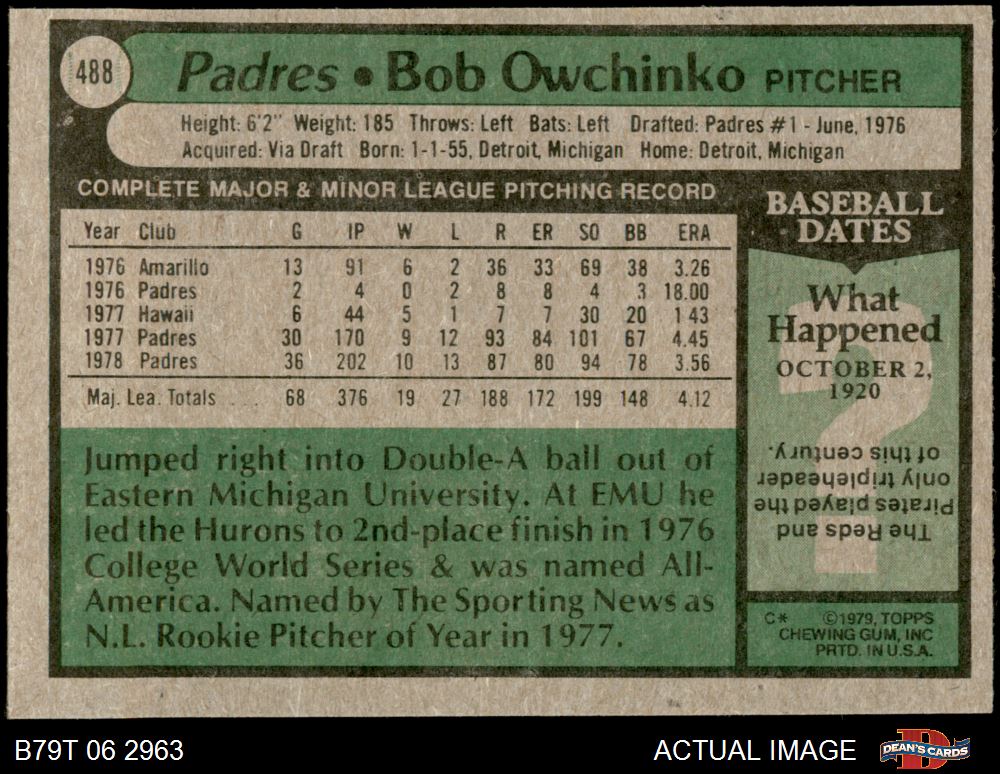 488
Padres • Bob Owchinko PITCHER
Height: 6'2" Weight: 185 Throws: Left Bats: Left Drafted: Padres #1 - June, 1976
Acquired: Via Draft Born: 1-1-55, Detroit, Michigan Home: Detroit, Michigan
COMPLETE MAJOR & MINOR LEAGUE PITCHING RECORD
Year Club G IP W L R ER SO BB ERA
1976 Amarillo 13 91 6 2 36 33 69 38 3.26
1976 Padres 2 4 0 2 8 8 4 3 18.00
1977 Hawaii 6 44 5 1 7 7 30 20 1 43
1977 Padres 30 170 9 12 93 84 101 67 4.45
1978 Padres 36 202 10 13 87 80 94 78 3.56
Maj. Lea. Totals .... 68 376 19 27 188 172 199 148 4.12
Jumped right into Double-A ball out of
Eastern Michigan University. At EMU he
led the Hurons to 2nd-place finish in 1976
College World Series & was named All-
America. Named by The Sporting News as
N.L. Rookie Pitcher of Year in 1977.
BASEBALL
DATES
What
Happened
OCTOBER 2,
1920
?
The Reds and
Pirates played the
only tripleheader
of this century.
C* ©1979, TOPPS
CHEWING GUM, INC
PRTD. IN U.S.A.
B79T 06 2963
ACTUAL IMAGE
DEAN'S CARDS